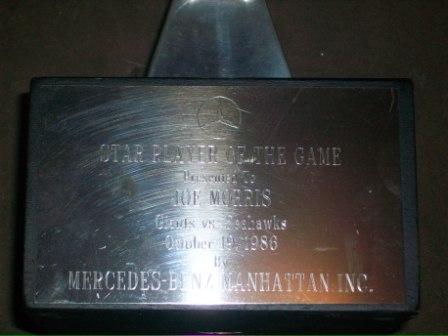 STAR PLAYER OF THE GAME
Presented To
JOE MORRIS
Giants vs. Seahawks
October 19, 1986
By
MERCEDES-BENZ MANHATTAN INC.